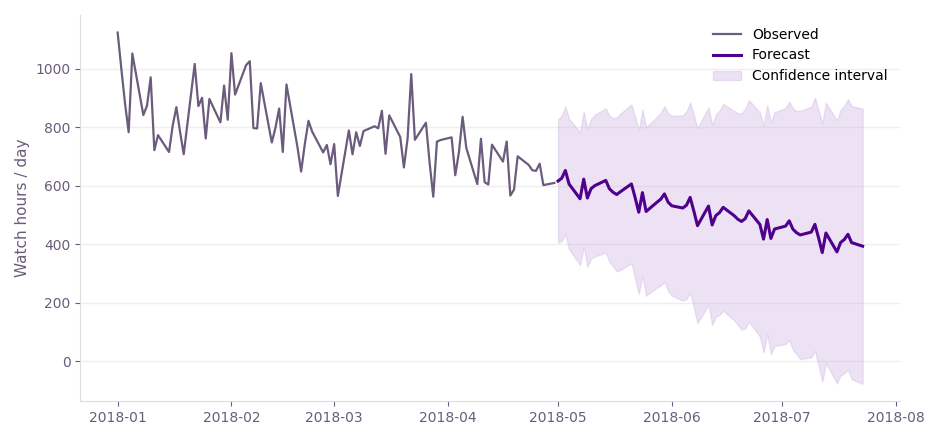 Observed
Forecast
Confidence interval
Watch hours / day
1000
800
600
400
200
0
2018-01 2018-02 2018-03 2018-04 2018-05 2018-06 2018-07 2018-08